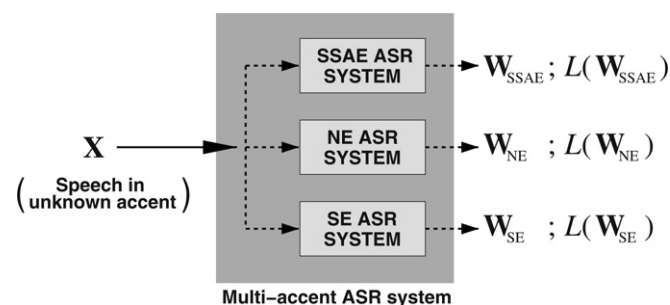 SSAE ASR
SYSTEM
W_SSAE ; L(W_SSAE)
X
(Speech in
unknown accent)
NE ASR
SYSTEM
W_NE ; L(W_NE)
SE ASR
SYSTEM
W_SE ; L(W_SE)
Multi-accent ASR system